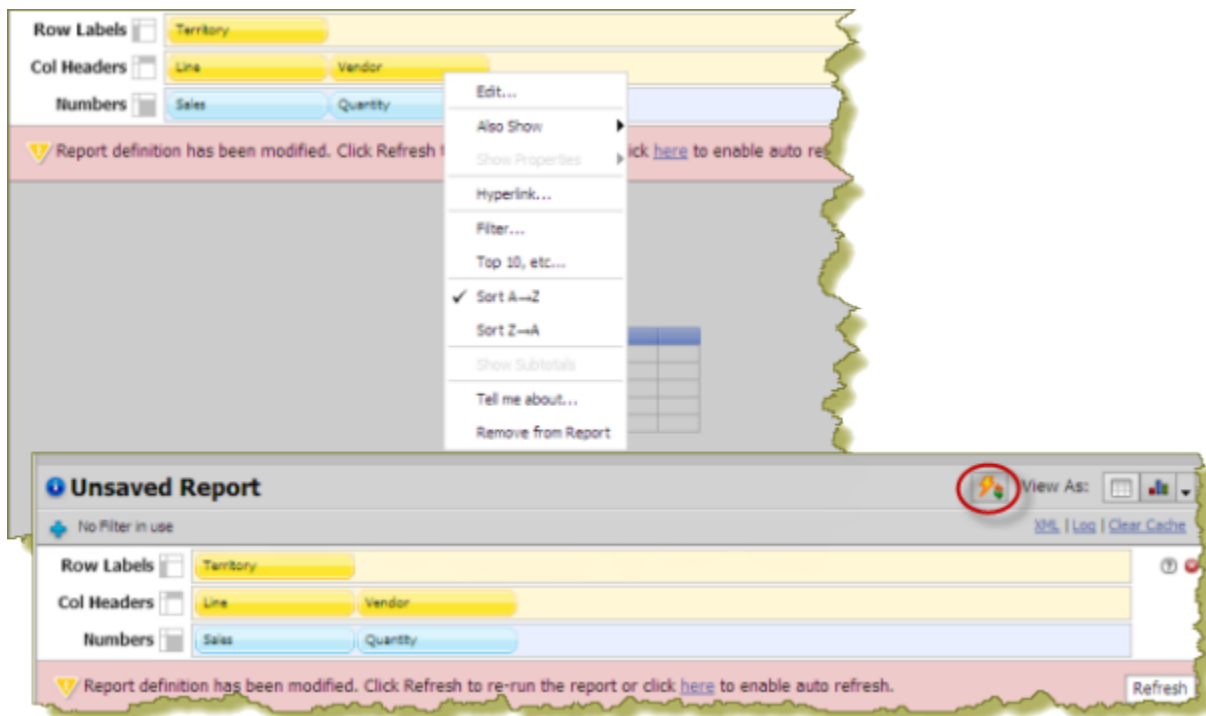 Row Labels Territory
Col Headers Line Vendor
Numbers Sales Quantity
Report definition has been modified. Click Refresh ick here to enable auto
Edit...
Also Show
Show Properties
Hyperlink...
Filter...
Top 10, etc...
✓ Sort A→Z
Sort Z→A
Show Subtotals
Tell me about...
Remove from Report
Unsaved Report View As:
No Filter in use XML | Log | Clear Cache
Row Labels Territory
Col Headers Line Vendor
Numbers Sales Quantity
Report definition has been modified. Click Refresh to re-run the report or click here to enable auto refresh. Refresh